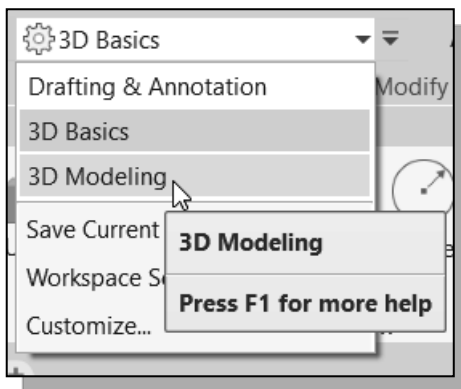 3D Basics
Modify
Drafting & Annotation
3D Basics
3D Modeling
Save Current
3D Modeling
Workspace Se
Press F1 for more help
Customize...